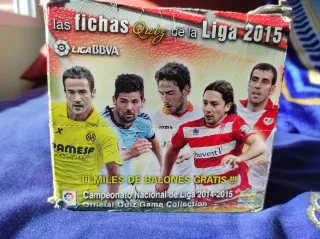 las fichas Quiz de la Liga 2015
LIGA BBVA
PAMESA
¡¡¡ MILES DE BALONES GRATIS !!!
Campeonato Nacional de Liga 2014-2015
Official Quiz Game Collection